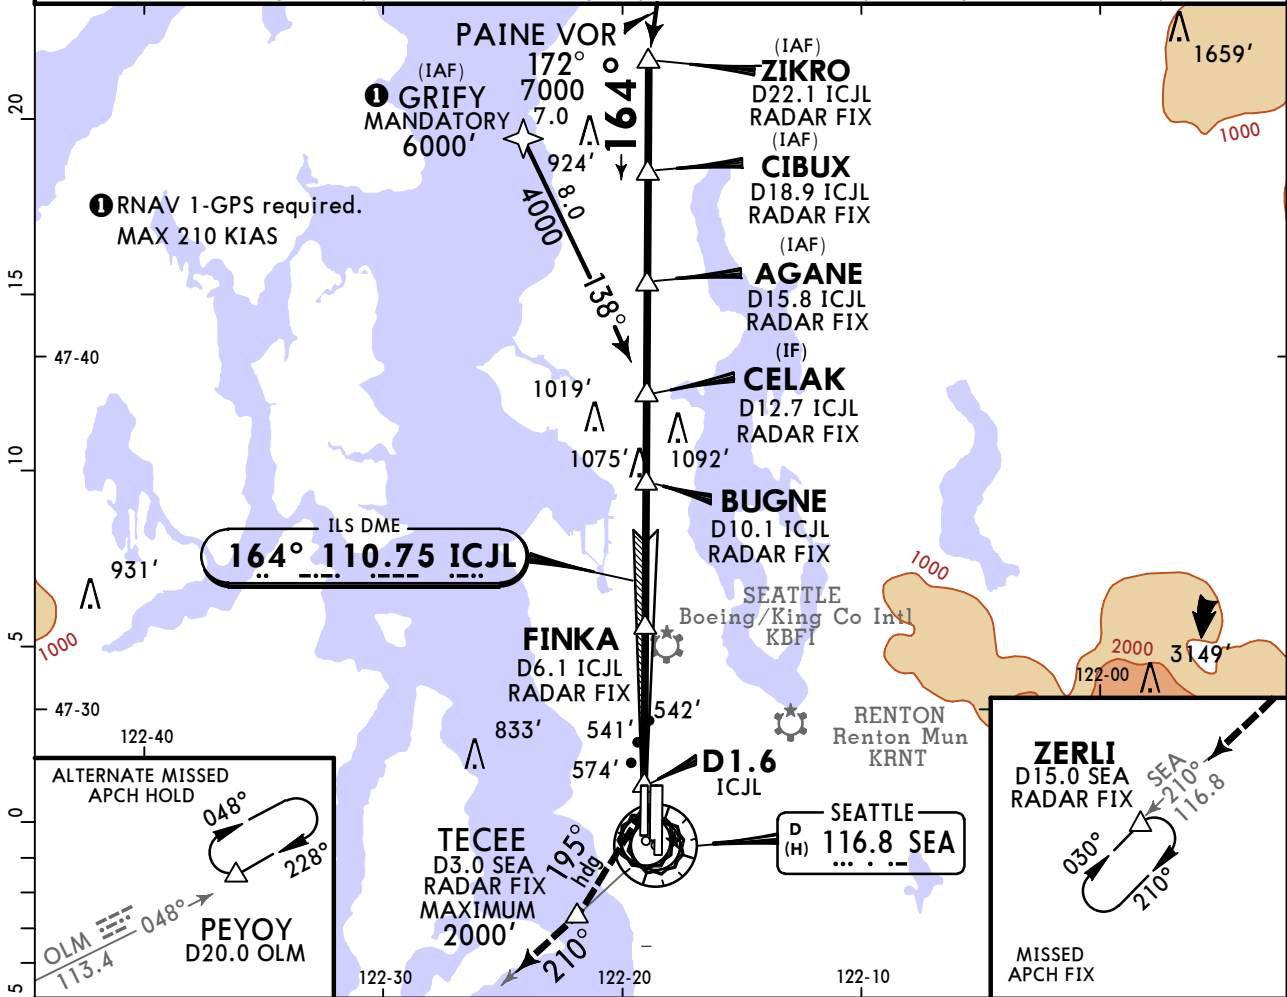 PAINE VOR
172°
7000
7.0
164°
(IAF)
❶ GRIFY
MANDATORY
6000'
924'
8.0
4000
138°
❶ RNAV 1-GPS required.
MAX 210 KIAS
(IAF)
ZIKRO
D22.1 ICJL
RADAR FIX
(IAF)
CIBUX
D18.9 ICJL
RADAR FIX
(IAF)
AGANE
D15.8 ICJL
RADAR FIX
(IF)
CELAK
D12.7 ICJL
RADAR FIX
1659'
1000
20
15
47-40
10
1019'
1075'
1092'
BUGNE
D10.1 ICJL
RADAR FIX
ILS DME
164° 110.75 ICJL
931'
1000
5
SEATTLE
Boeing/King Co Intl
KBFI
1000
2000
3149'
122-00
FINKA
D6.1 ICJL
RADAR FIX
47-30
122-40
833'
542'
541'
574'
RENTON
Renton Mun
KRNT
D1.6
ICJL
0
ALTERNATE MISSED
APCH HOLD
048°
228°
OLM
113.4
048°
PEYOY
D20.0 OLM
TECEE
D3.0 SEA
RADAR FIX
MAXIMUM
2000'
195°
hdg
210°
SEATTLE
D
(H)
116.8 SEA
ZERLI
D15.0 SEA
RADAR FIX
SEA
210°
116.8
030°
210°
MISSED
APCH FIX
5
122-30
122-20
122-10